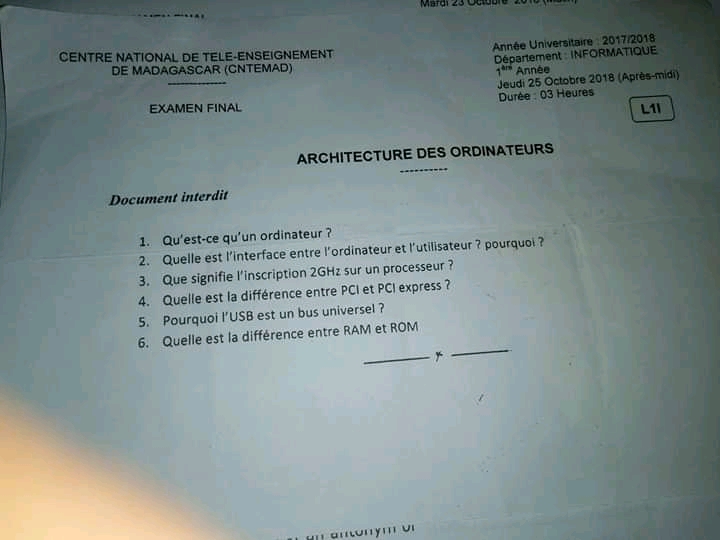 Mardi 23 Octobre
CENTRE NATIONAL DE TELE-ENSEIGNEMENT
DE MADAGASCAR (CNTEMAD)
---------------
EXAMEN FINAL
Année Universitaire : 2017/2018
Département : INFORMATIQUE
1ère Année
Jeudi 25 Octobre 2018 (Après-midi)
Durée : 03 Heures
L1I
ARCHITECTURE DES ORDINATEURS
----------
Document interdit
1. Qu'est-ce qu'un ordinateur ?
2. Quelle est l'interface entre l'ordinateur et l'utilisateur ? pourquoi ?
3. Que signifie l'inscription 2GHz sur un processeur ?
4. Quelle est la différence entre PCI et PCI express ?
5. Pourquoi l'USB est un bus universel ?
6. Quelle est la différence entre RAM et ROM
an antonym of